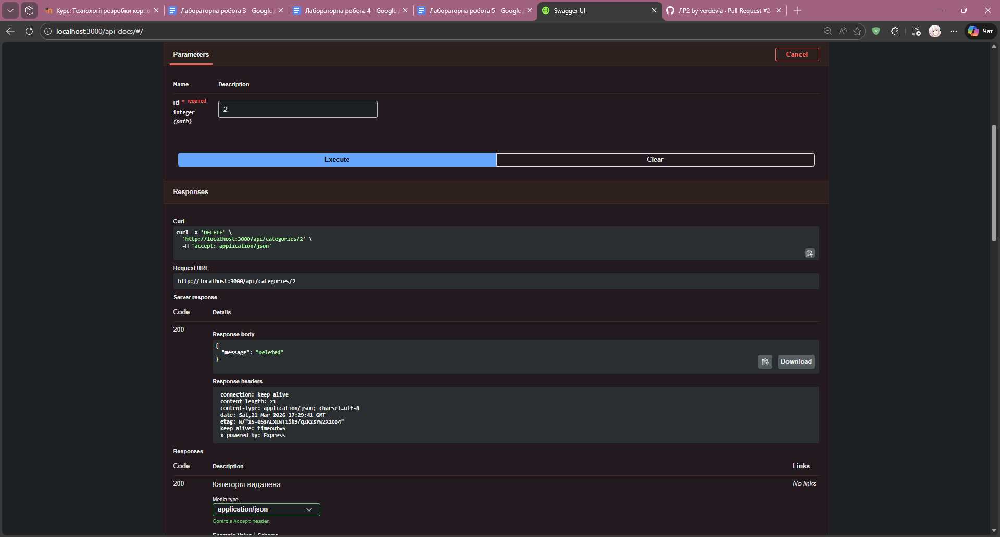 Курс: Технології розробки корпо
Лабораторна робота 3 - Google
Лабораторна робота 4 - Google
Лабораторна робота 5 - Google
Swagger UI
ЛР2 by verdevia · Pull Request #2
localhost:3000/api-docs/#/
Чат
Parameters
Cancel
Name Description
id * required
integer
(path)
2
Execute
Clear
Responses
Curl
curl -X 'DELETE' \
'http://localhost:3000/api/categories/2' \
-H 'accept: application/json'
Request URL
http://localhost:3000/api/categories/2
Server response
Code Details
200
Response body
{
"message": "Deleted"
}
Download
Response headers
connection: keep-alive
content-length: 21
content-type: application/json; charset=utf-8
date: Sat,21 Mar 2026 17:29:41 GMT
etag: W/"15-05sALxLwT1ik9/qZK2sYw2X1co4"
keep-alive: timeout=5
x-powered-by: Express
Responses
Code Description Links
200 Категорія видалена No links
Media type
application/json
Controls Accept header.
Example Value | Schema